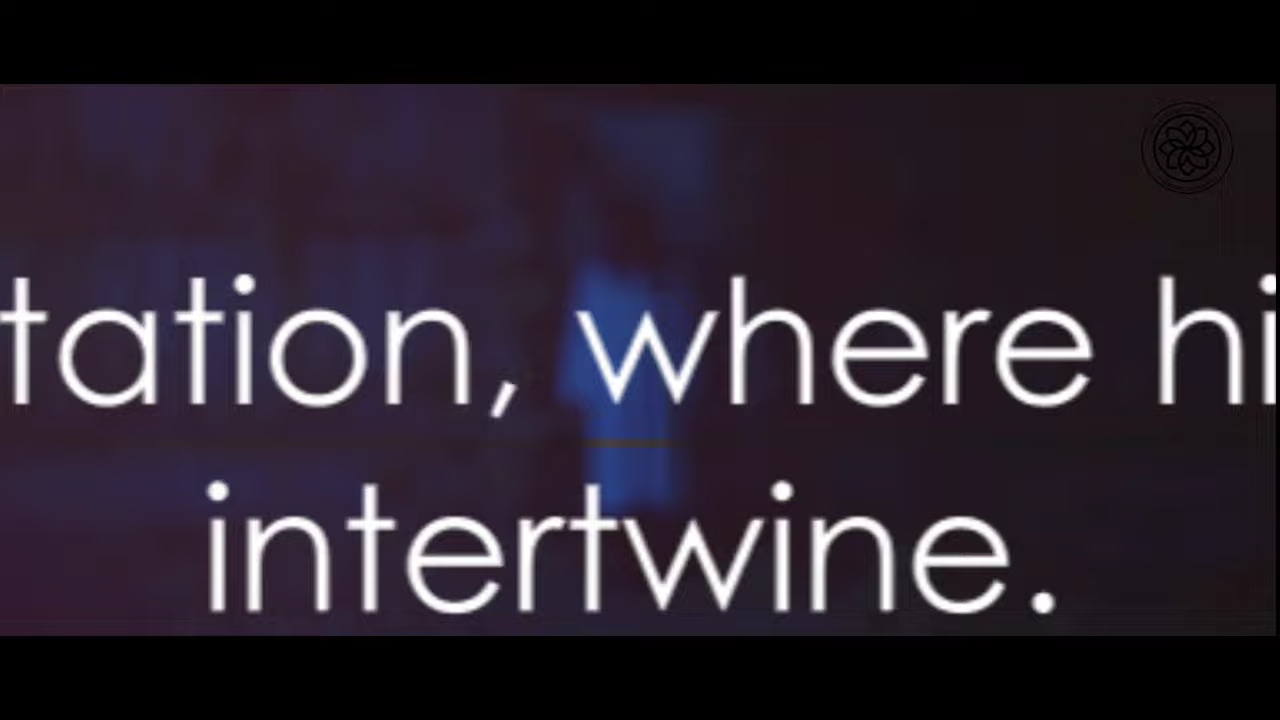 tation, where hi
intertwine.